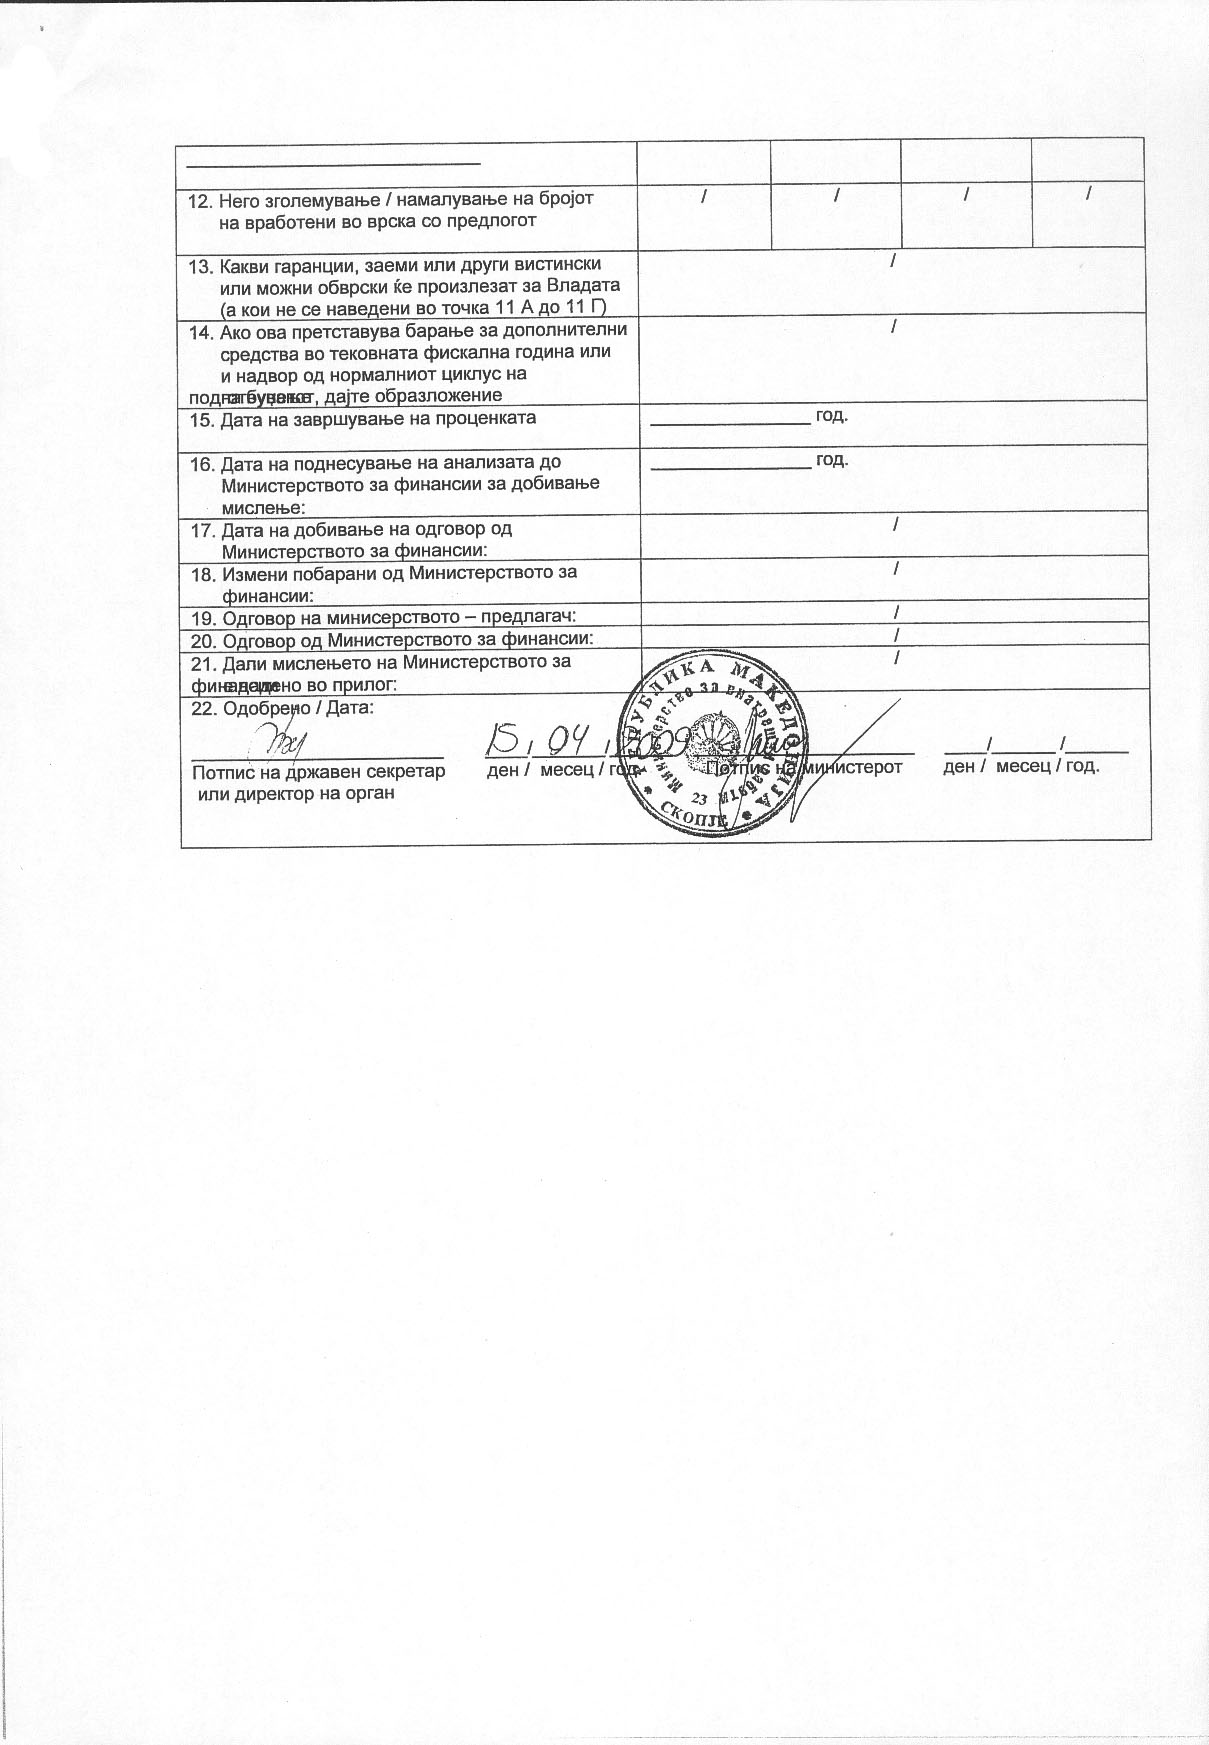 12. Него зголемување / намалување на бројот
на вработени во врска со предлогот
/ / / /
13. Какви гаранции, заеми или други вистински
или можни обврски ќе произлезат за Владата
(а кои не се наведени во точка 11 А до 11 Г)
/
14. Ако ова претставува барање за дополнителни
средства во тековната фискална година или
и надвор од нормалниот циклус на
дајте образложение
/
15. Дата на завршување на проценката
год.
16. Дата на поднесување на анализата до
Министерството за финансии за добивање
мислење:
год.
17. Дата на добивање на одговор од
Министерството за финансии:
/
18. Измени побарани од Министерството за
финансии:
/
19. Одговор на минисерството – предлагач:
/
20. Одговор од Министерството за финансии:
/
21. Дали мислењето на Министерството за
во прилог:
/
22. Одобрено / Дата:
15 / 04 / 2009
/ /
Потпис на државен секретар
или директор на орган
ден / месец / год.
Потпис на министерот
ден / месец / год.
РЕПУБЛИКА МАКЕДОНИЈА
Министерство за внатрешни работи
23
СКОПЈЕ